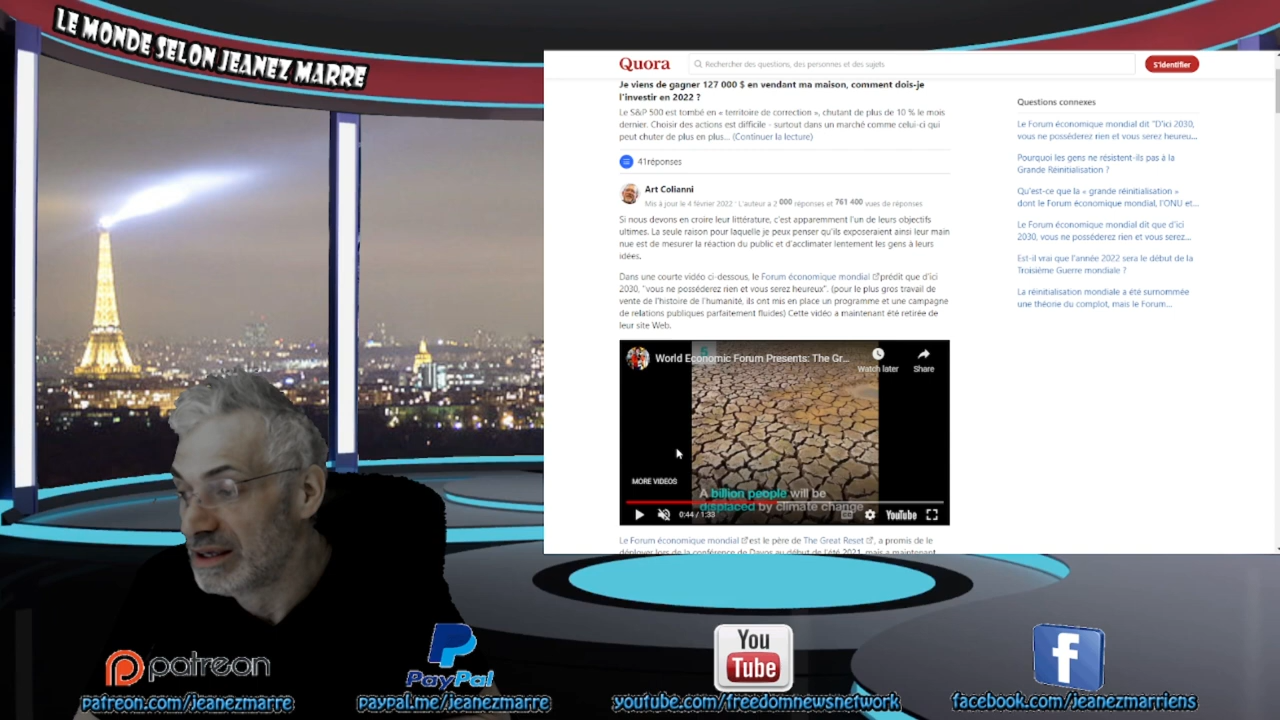 LE MONDE SELON JEANEZ MARRE
Quora
Rechercher des questions, des personnes et des sujets
S'identifier
Je viens de gagner 127 000 $ en vendant ma maison, comment dois-je
l'investir en 2022 ?
Le S&P 500 est tombé en « territoire de correction », chutant de plus de 10 % le mois
dernier. Choisir des actions est difficile - surtout dans un marché comme celui-ci qui
peut chuter de plus en plus... (Continuer la lecture)
41réponses
Art Colianni
Mis à jour le 4 février 2022 · L'auteur a 2 000 réponses et 761 400 vues de réponses
Si nous devons en croire leur littérature, c'est apparemment l'un de leurs objectifs
ultimes. La seule raison pour laquelle je peux penser qu'ils exposeraient ainsi leur main
nue est de mesurer la réaction du public et d'acclimater lentement les gens à leurs
idées.
Dans une courte vidéo ci-dessous, le Forum économique mondial prédit que d'ici
2030, "vous ne posséderez rien et vous serez heureux". (pour le plus gros travail de
vente de l'histoire de l'humanité, ils ont mis en place un programme et une campagne
de relations publiques parfaitement fluides) Cette vidéo a maintenant été retirée de
leur site Web.
World Economic Forum Presents: The Gr...
Watch later
Share
MORE VIDEOS
A billion people will be
displaced by climate change
0:44 / 1:33
YouTube
Le Forum économique mondial est le père de The Great Reset , a promis de le
déployer lors de la conférence de Davos au début de l'été 2021, mais a maintenant
Questions connexes
Le Forum économique mondial dit "D'ici 2030,
vous ne posséderez rien et vous serez heureu...
Pourquoi les gens ne résistent-ils pas à la
Grande Réinitialisation ?
Qu'est-ce que la « grande réinitialisation »
dont le Forum économique mondial, l'ONU et...
Le Forum économique mondial dit que d'ici
2030, vous ne posséderez rien et vous serez...
Est-il vrai que l'année 2022 sera le début de la
Troisième Guerre mondiale ?
La réinitialisation mondiale a été surnommée
une théorie du complot, mais le Forum...
patreon
PayPal
You
Tube
patreon.com/jeanezmarre
paypal.me/jeanezmarre
youtube.com/freedomnewsnetwork
facebook.com/jeanezmarriens